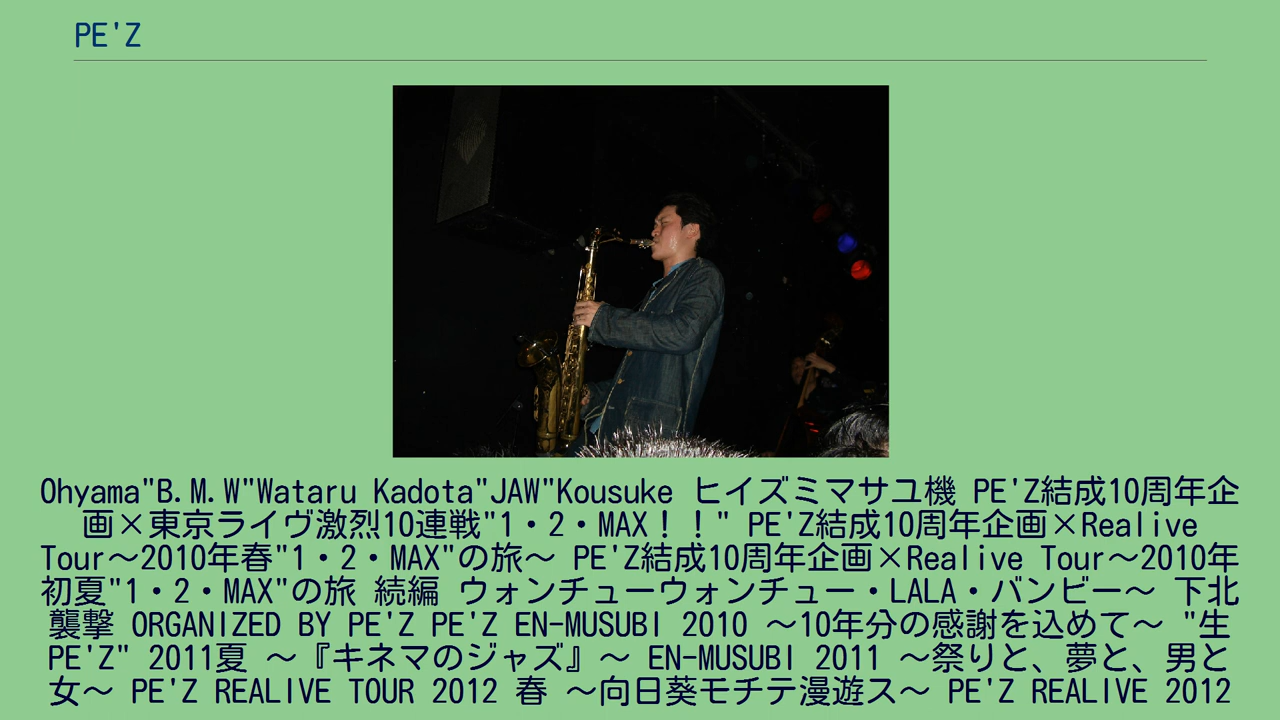 PE'Z
Ohyama"B.M.W"Wataru Kadota"JAW"Kousuke ヒイズミマサユ機 PE'Z結成10周年企
画×東京ライヴ激烈10連戦"1・2・MAX！！" PE'Z結成10周年企画×Realive
Tour～2010年春"1・2・MAX"の旅～ PE'Z結成10周年企画×Realive Tour～2010年
初夏"1・2・MAX"の旅 続編 ウォンチューウォンチュー・LALA・バンビー～ 下北
襲撃 ORGANIZED BY PE'Z PE'Z EN-MUSUBI 2010 ～10年分の感謝を込めて～ "生
PE'Z" 2011夏 ～『キネマのジャズ』～ EN-MUSUBI 2011 ～祭りと、夢と、男と
女～ PE'Z REALIVE TOUR 2012 春 ～向日葵モチテ漫遊ス～ PE'Z REALIVE 2012